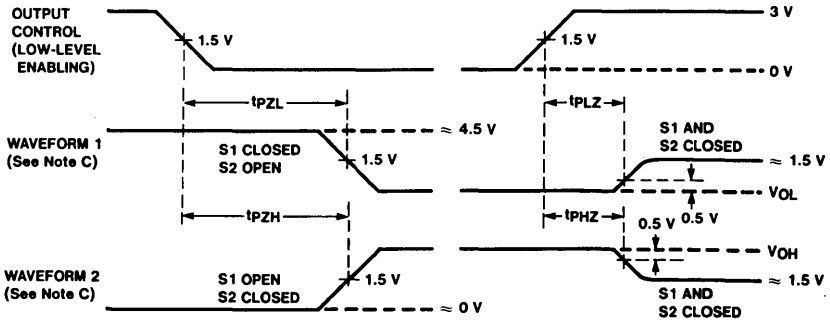 OUTPUT
CONTROL
(LOW-LEVEL
ENABLING)
1.5 V
1.5 V
3 V
0 V
tPZL
tPLZ
WAVEFORM 1
(See Note C)
S1 CLOSED
S2 OPEN
1.5 V
≈ 4.5 V
S1 AND
S2 CLOSED
≈ 1.5 V
VOL
0.5 V
tPZH
tPHZ
0.5 V
VOH
WAVEFORM 2
(See Note C)
S1 OPEN
S2 CLOSED
1.5 V
≈ 0 V
≈ 1.5 V
S1 AND
S2 CLOSED